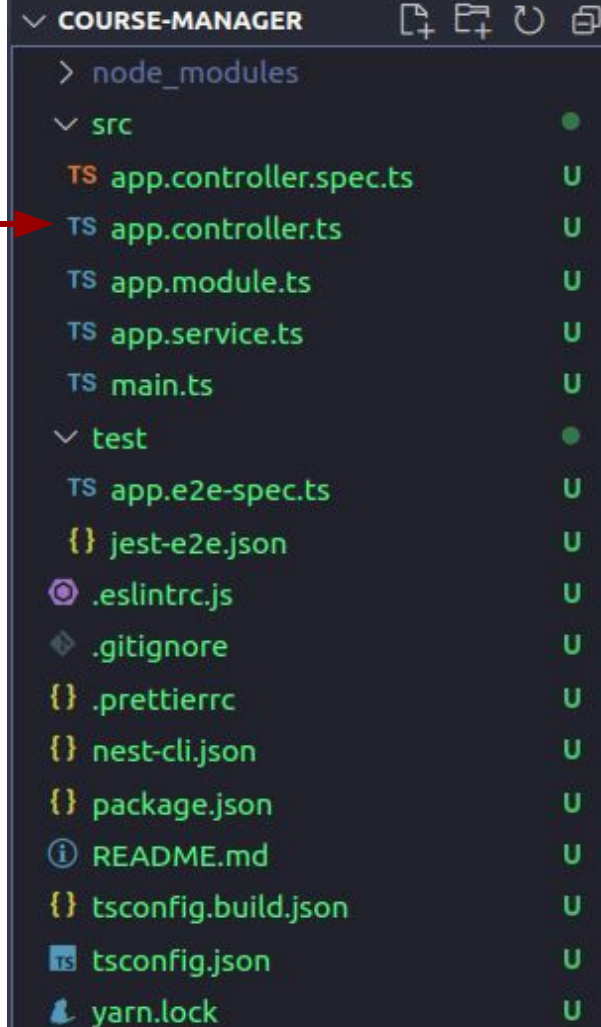 COURSE-MANAGER
node_modules
src
TS app.controller.spec.ts U
TS app.controller.ts U
TS app.module.ts U
TS app.service.ts U
TS main.ts U
test
TS app.e2e-spec.ts U
{} jest-e2e.json U
.eslintrc.js U
.gitignore U
{} .prettierrc U
{} nest-cli.json U
{} package.json U
README.md U
{} tsconfig.build.json U
TS tsconfig.json U
yarn.lock U